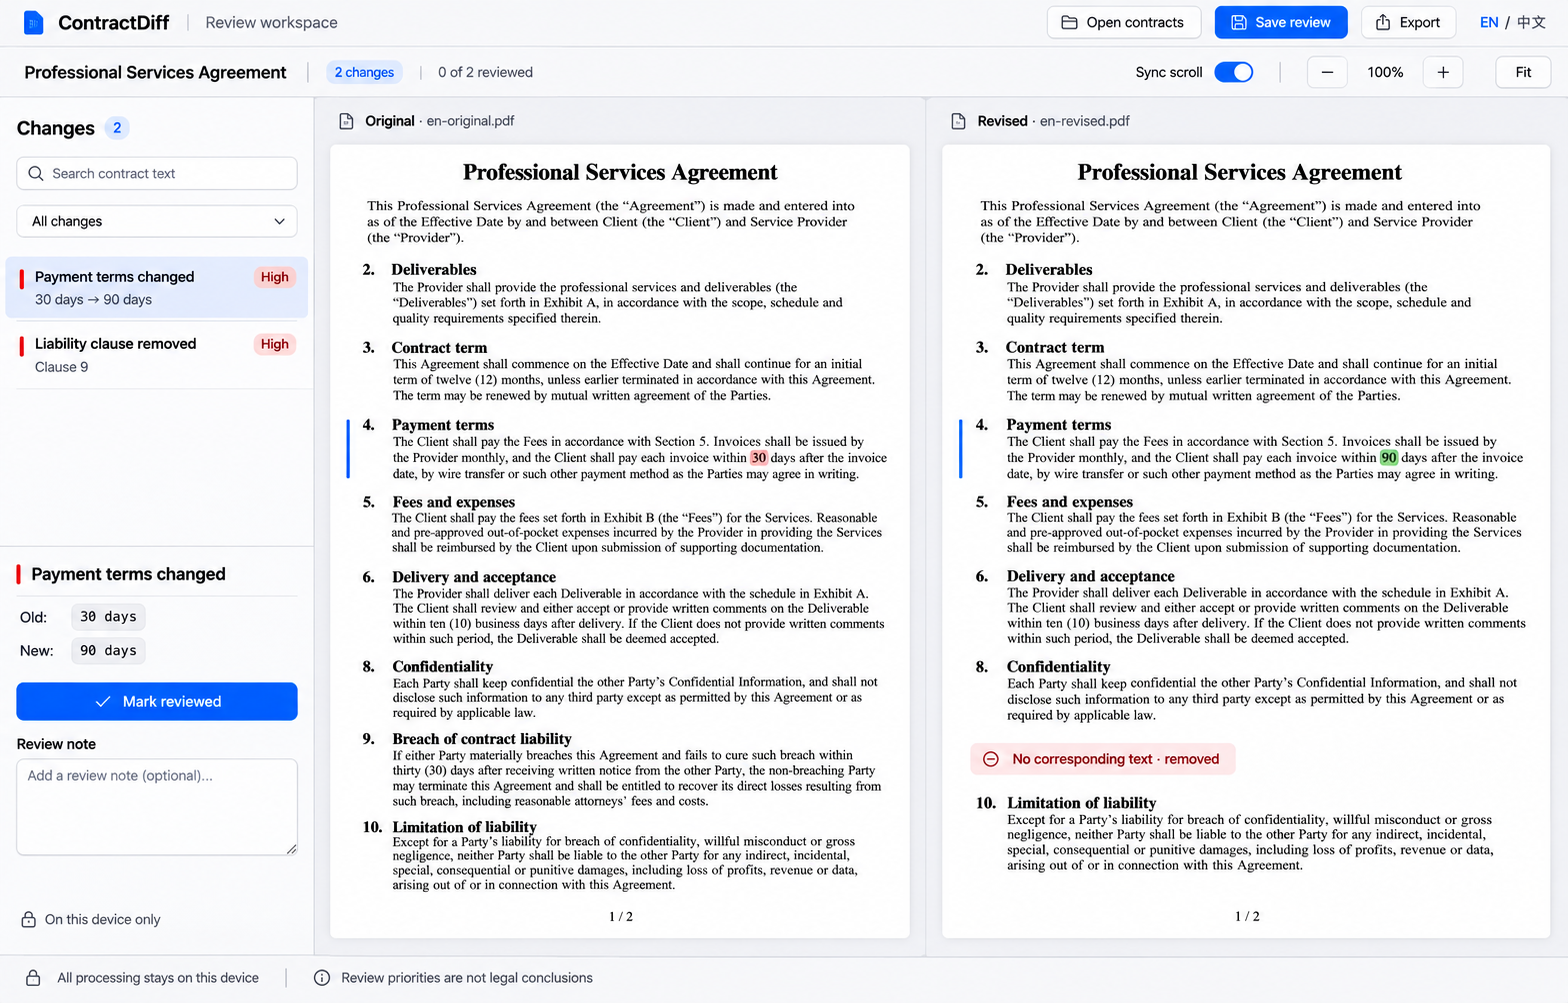 ContractDiff
Review workspace
Open contracts
Save review
Export
EN / 中文
Professional Services Agreement
2 changes
0 of 2 reviewed
Sync scroll
100%
Fit
Changes 2
Search contract text
All changes
Payment terms changed High
30 days → 90 days
Liability clause removed High
Clause 9
Payment terms changed
Old: 30 days
New: 90 days
Mark reviewed
Review note
Add a review note (optional)...
On this device only
Original · en-original.pdf
Professional Services Agreement
This Professional Services Agreement (the “Agreement”) is made and entered into
as of the Effective Date by and between Client (the “Client”) and Service Provider
(the “Provider”).
2. Deliverables
The Provider shall provide the professional services and deliverables (the
“Deliverables”) set forth in Exhibit A, in accordance with the scope, schedule and
quality requirements specified therein.
3. Contract term
This Agreement shall commence on the Effective Date and shall continue for an initial
term of twelve (12) months, unless earlier terminated in accordance with this Agreement.
The term may be renewed by mutual written agreement of the Parties.
4. Payment terms
The Client shall pay the Fees in accordance with Section 5. Invoices shall be issued by
the Provider monthly, and the Client shall pay each invoice within 30 days after the invoice
date, by wire transfer or such other payment method as the Parties may agree in writing.
5. Fees and expenses
The Client shall pay the fees set forth in Exhibit B (the “Fees”) for the Services. Reasonable
and pre-approved out-of-pocket expenses incurred by the Provider in providing the Services
shall be reimbursed by the Client upon submission of supporting documentation.
6. Delivery and acceptance
The Provider shall deliver each Deliverable in accordance with the schedule in Exhibit A.
The Client shall review and either accept or provide written comments on the Deliverable
within ten (10) business days after delivery. If the Client does not provide written comments
within such period, the Deliverable shall be deemed accepted.
8. Confidentiality
Each Party shall keep confidential the other Party’s Confidential Information, and shall not
disclose such information to any third party except as permitted by this Agreement or as
required by applicable law.
9. Breach of contract liability
If either Party materially breaches this Agreement and fails to cure such breach within
thirty (30) days after receiving written notice from the other Party, the non-breaching Party
may terminate this Agreement and shall be entitled to recover its direct losses resulting from
such breach, including reasonable attorneys’ fees and costs.
10. Limitation of liability
Except for a Party’s liability for breach of confidentiality, willful misconduct or gross
negligence, neither Party shall be liable to the other Party for any indirect, incidental,
special, consequential or punitive damages, including loss of profits, revenue or data,
arising out of or in connection with this Agreement.
1 / 2
Revised · en-revised.pdf
Professional Services Agreement
This Professional Services Agreement (the “Agreement”) is made and entered into
as of the Effective Date by and between Client (the “Client”) and Service Provider
(the “Provider”).
2. Deliverables
The Provider shall provide the professional services and deliverables (the
“Deliverables”) set forth in Exhibit A, in accordance with the scope, schedule and
quality requirements specified therein.
3. Contract term
This Agreement shall commence on the Effective Date and shall continue for an initial
term of twelve (12) months, unless earlier terminated in accordance with this Agreement.
The term may be renewed by mutual written agreement of the Parties.
4. Payment terms
The Client shall pay the Fees in accordance with Section 5. Invoices shall be issued by
the Provider monthly, and the Client shall pay each invoice within 90 days after the invoice
date, by wire transfer or such other payment method as the Parties may agree in writing.
5. Fees and expenses
The Client shall pay the fees set forth in Exhibit B (the “Fees”) for the Services. Reasonable
and pre-approved out-of-pocket expenses incurred by the Provider in providing the Services
shall be reimbursed by the Client upon submission of supporting documentation.
6. Delivery and acceptance
The Provider shall deliver each Deliverable in accordance with the schedule in Exhibit A.
The Client shall review and either accept or provide written comments on the Deliverable
within ten (10) business days after delivery. If the Client does not provide written comments
within such period, the Deliverable shall be deemed accepted.
8. Confidentiality
Each Party shall keep confidential the other Party’s Confidential Information, and shall not
disclose such information to any third party except as permitted by this Agreement or as
required by applicable law.
No corresponding text · removed
10. Limitation of liability
Except for a Party’s liability for breach of confidentiality, willful misconduct or gross
negligence, neither Party shall be liable to the other Party for any indirect, incidental,
special, consequential or punitive damages, including loss of profits, revenue or data,
arising out of or in connection with this Agreement.
1 / 2
All processing stays on this device
Review priorities are not legal conclusions